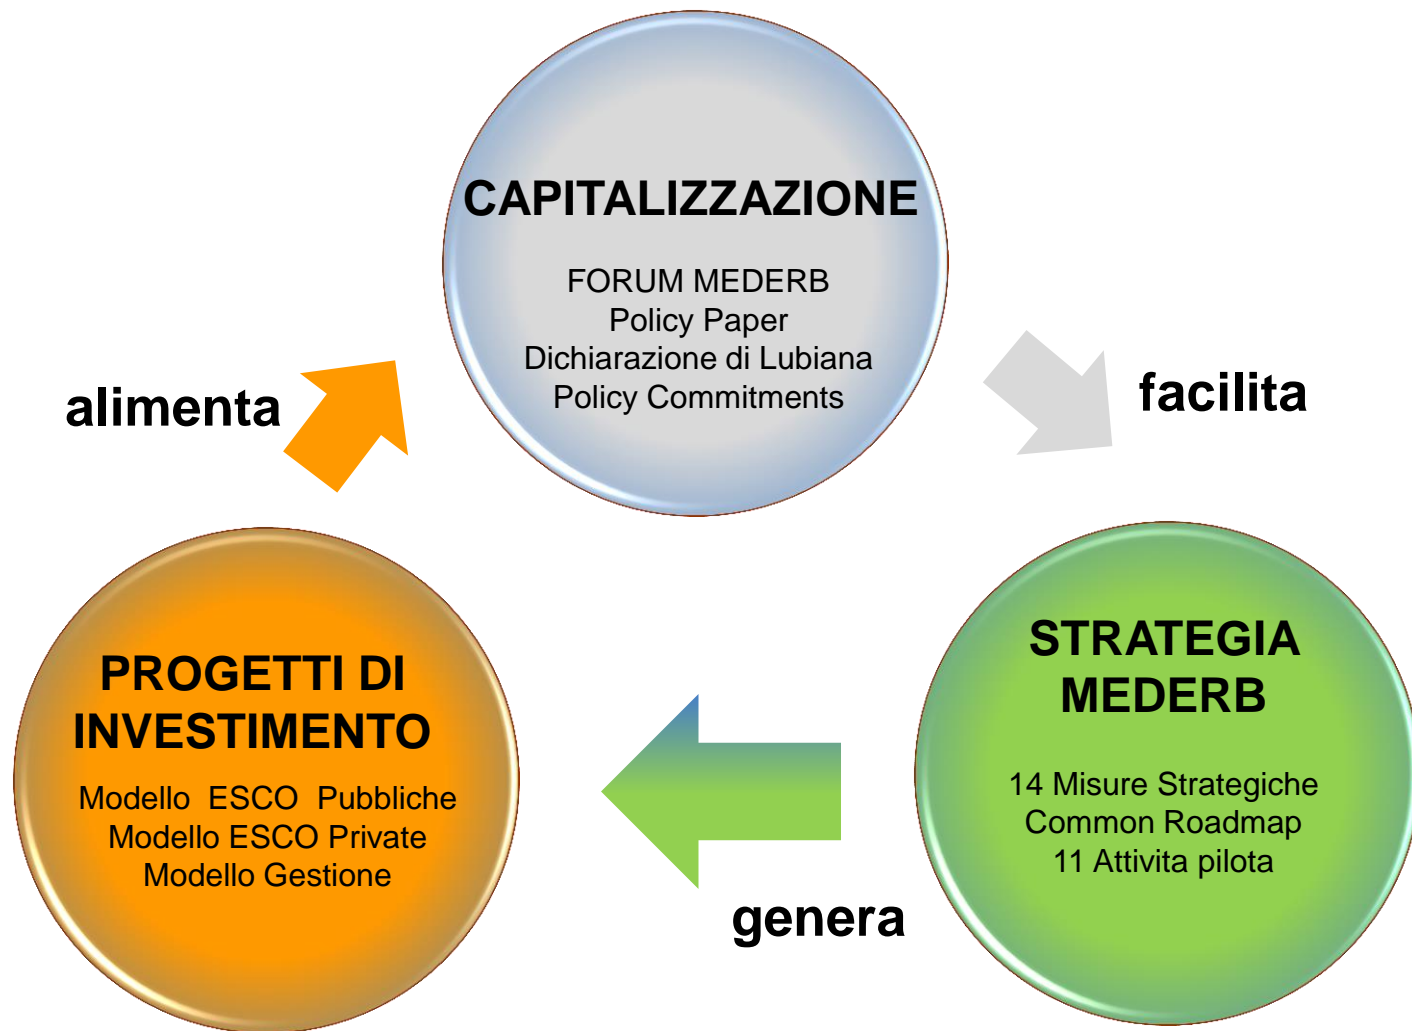 CAPITALIZZAZIONE
FORUM MEDERB
Policy Paper
Dichiarazione di Lubiana
Policy Commitments
facilita
STRATEGIA
MEDERB
14 Misure Strategiche
Common Roadmap
11 Attivita pilota
genera
PROGETTI DI
INVESTIMENTO
Modello ESCO Pubbliche
Modello ESCO Private
Modello Gestione
alimenta